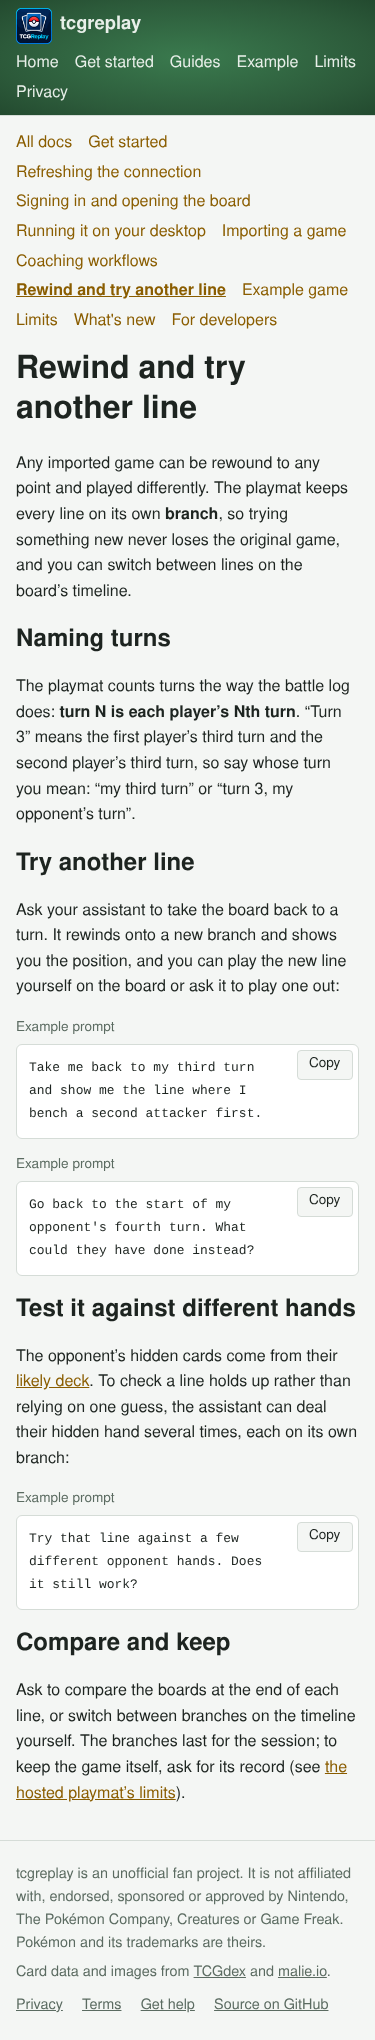 TCGReplay
tcgreplay
Home Get started Guides Example Limits
Privacy
All docs Get started
Refreshing the connection
Signing in and opening the board
Running it on your desktop Importing a game
Coaching workflows
Rewind and try another line Example game
Limits What's new For developers
Rewind and try
another line
Any imported game can be rewound to any
point and played differently. The playmat keeps
every line on its own branch, so trying
something new never loses the original game,
and you can switch between lines on the
board’s timeline.
Naming turns
The playmat counts turns the way the battle log
does: turn N is each player’s Nth turn. “Turn
3” means the first player’s third turn and the
second player’s third turn, so say whose turn
you mean: “my third turn” or “turn 3, my
opponent’s turn”.
Try another line
Ask your assistant to take the board back to a
turn. It rewinds onto a new branch and shows
you the position, and you can play the new line
yourself on the board or ask it to play one out:
Example prompt
Copy
Take me back to my third turn
and show me the line where I
bench a second attacker first.
Example prompt
Copy
Go back to the start of my
opponent's fourth turn. What
could they have done instead?
Test it against different hands
The opponent’s hidden cards come from their
likely deck. To check a line holds up rather than
relying on one guess, the assistant can deal
their hidden hand several times, each on its own
branch:
Example prompt
Copy
Try that line against a few
different opponent hands. Does
it still work?
Compare and keep
Ask to compare the boards at the end of each
line, or switch between branches on the timeline
yourself. The branches last for the session; to
keep the game itself, ask for its record (see the
hosted playmat’s limits).
tcgreplay is an unofficial fan project. It is not affiliated
with, endorsed, sponsored or approved by Nintendo,
The Pokémon Company, Creatures or Game Freak.
Pokémon and its trademarks are theirs.
Card data and images from TCGdex and malie.io.
Privacy Terms Get help Source on GitHub